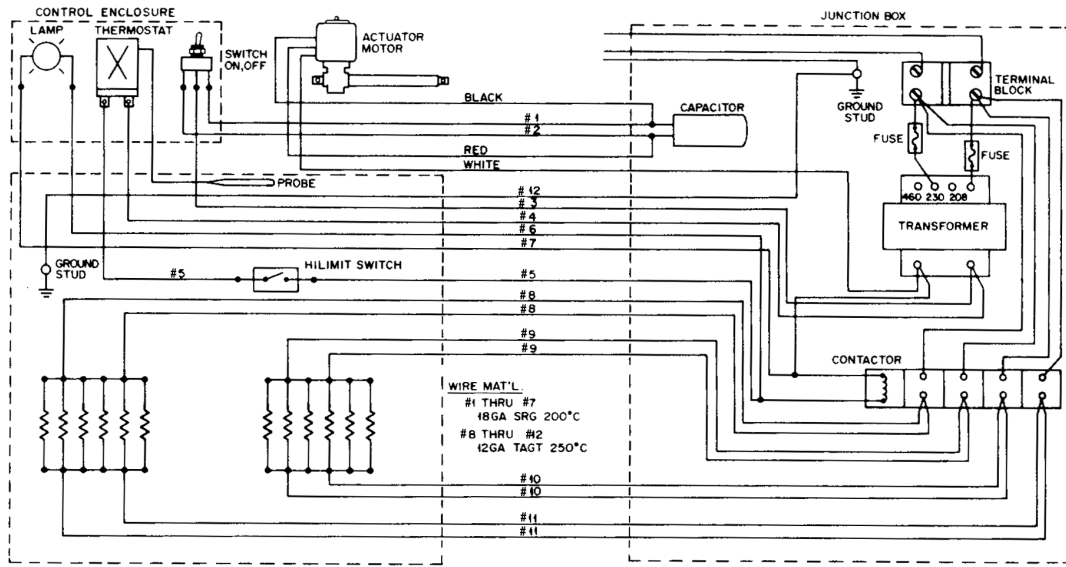 CONTROL ENCLOSURE
LAMP
THERMOSTAT
SWITCH
ON,OFF
ACTUATOR
MOTOR
JUNCTION BOX
TERMINAL
BLOCK
GROUND
STUD
CAPACITOR
FUSE
FUSE
BLACK
#1
#2
RED
WHITE
PROBE
#12
#3
#4
#6
#7
460 230 208
TRANSFORMER
GROUND
STUD
#5
HILIMIT SWITCH
#5
#8
#8
#9
#9
CONTACTOR
WIRE MAT'L.
#1 THRU #7
18GA SRG 200°C
#8 THRU #12
12GA TAGT 250°C
#10
#10
#11
#11